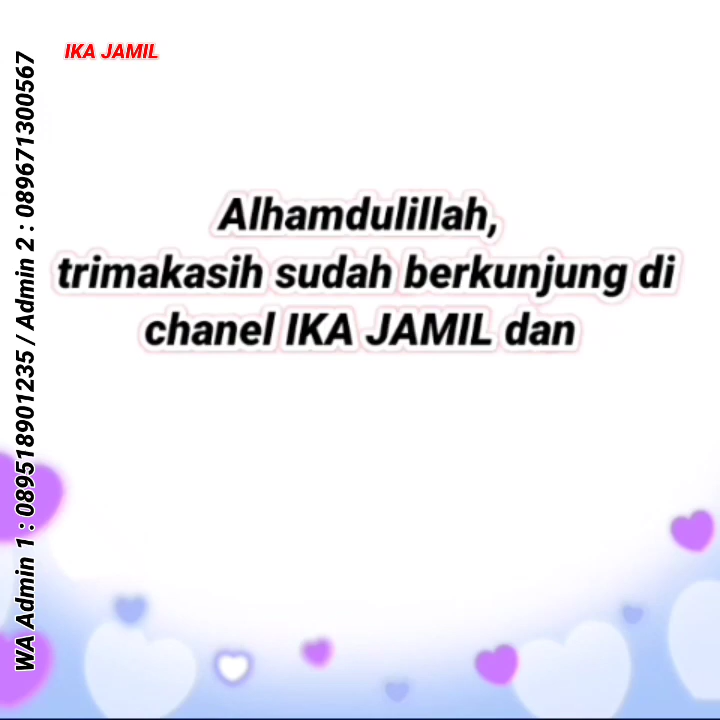 IKA JAMIL
WA Admin 1 : 089518901235 / Admin 2 : 089671300567
Alhamdulillah,
trimakasih sudah berkunjung di
chanel IKA JAMIL dan